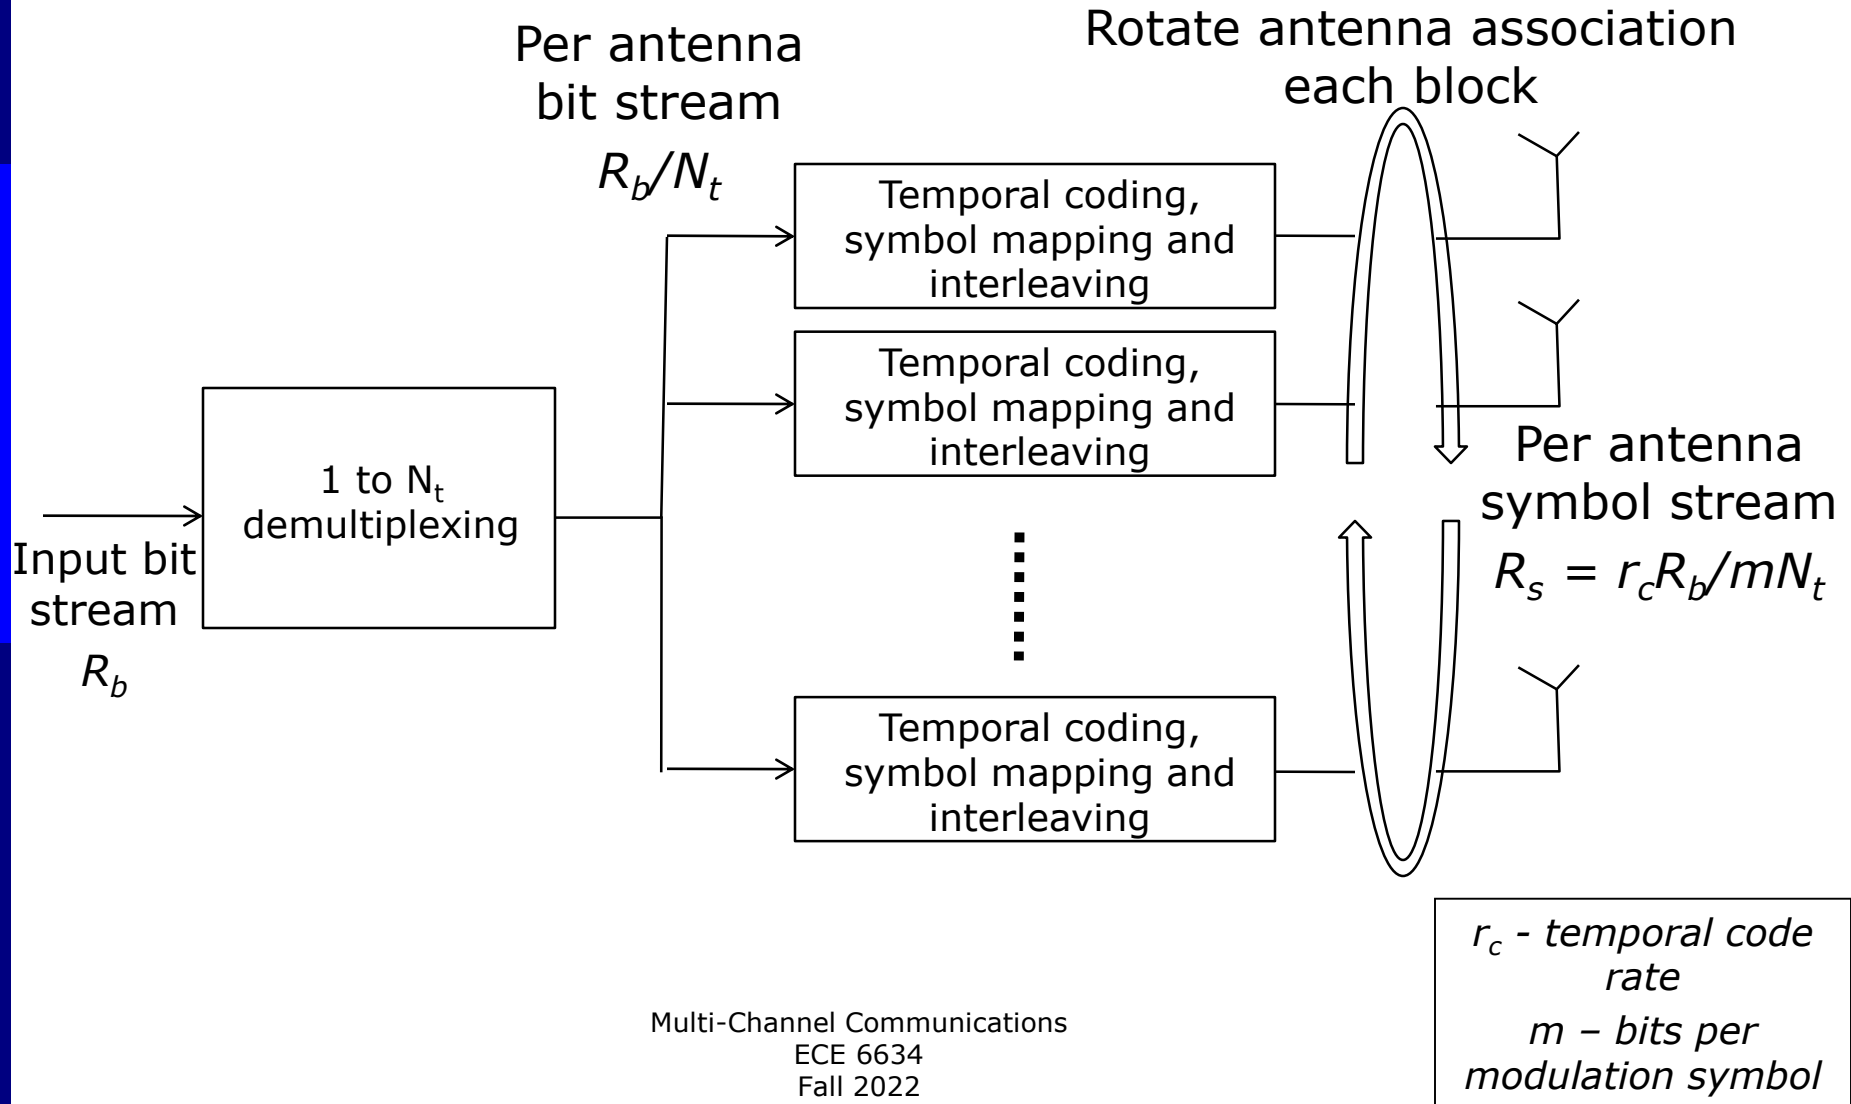 Per antenna
bit stream
R_b/N_t
Rotate antenna association
each block
Temporal coding,
symbol mapping and
interleaving
Temporal coding,
symbol mapping and
interleaving
1 to N_t
demultiplexing
Input bit
stream
R_b
Per antenna
symbol stream
R_s = r_cR_b/mN_t
Temporal coding,
symbol mapping and
interleaving
r_c - temporal code
rate
m – bits per
modulation symbol
Multi-Channel Communications
ECE 6634
Fall 2022